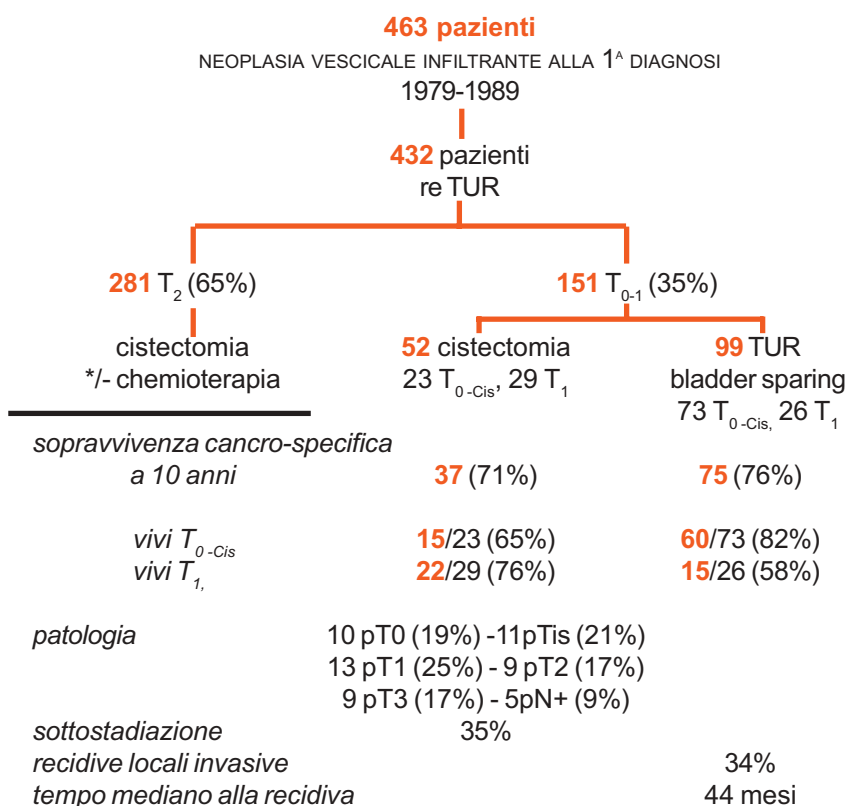 463 pazienti
NEOPLASIA VESCICALE INFILTRANTE ALLA 1ᴬ DIAGNOSI
1979-1989
432 pazienti
re TUR
281 T₂ (65%) 151 T₀₋₁ (35%)
cistectomia 52 cistectomia 99 TUR
*/- chemioterapia 23 T₀ -Cis, 29 T₁ bladder sparing
73 T₀ -Cis, 26 T₁
sopravvivenza cancro-specifica
a 10 anni 37 (71%) 75 (76%)
vivi T₀ -Cis 15/23 (65%) 60/73 (82%)
vivi T₁, 22/29 (76%) 15/26 (58%)
patologia 10 pT0 (19%) -11pTis (21%)
13 pT1 (25%) - 9 pT2 (17%)
9 pT3 (17%) - 5pN+ (9%)
sottostadiazione 35%
recidive locali invasive 34%
tempo mediano alla recidiva 44 mesi